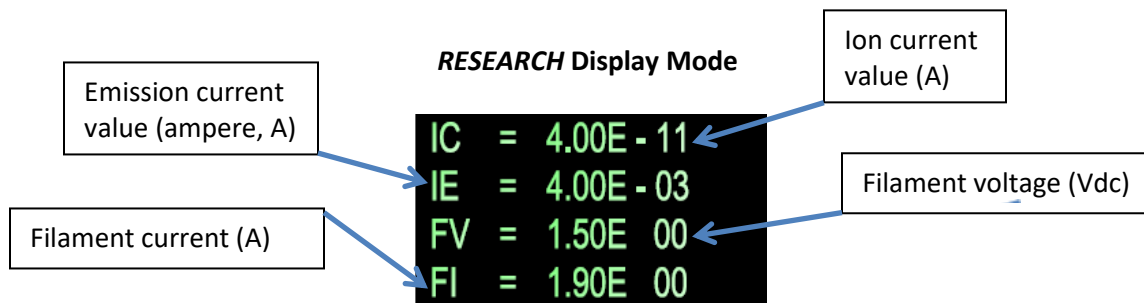 RESEARCH Display Mode
Ion current
value (A)
Emission current
value (ampere, A)
IC = 4.00E - 11
IE = 4.00E - 03
FV = 1.50E 00
FI = 1.90E 00
Filament voltage (Vdc)
Filament current (A)